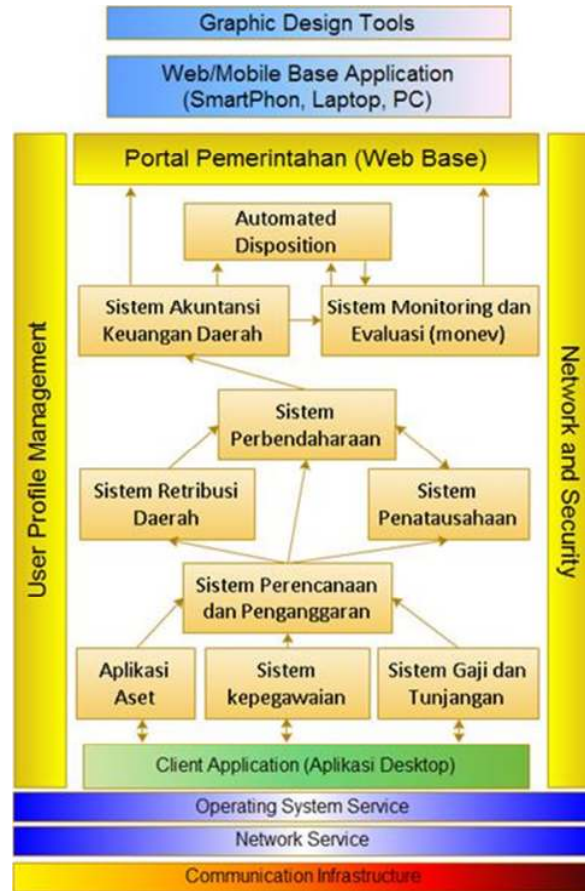 Graphic Design Tools
Web/Mobile Base Application
(SmartPhon, Laptop, PC)
Portal Pemerintahan (Web Base)
User Profile Management
Network and Security
Automated
Disposition
Sistem Akuntansi
Keuangan Daerah
Sistem Monitoring dan
Evaluasi (monev)
Sistem
Perbendaharaan
Sistem Retribusi
Daerah
Sistem
Penatausahaan
Sistem Perencanaan
dan Penganggaran
Aplikasi
Aset
Sistem
kepegawaian
Sistem Gaji dan
Tunjangan
Client Application (Aplikasi Desktop)
Operating System Service
Network Service
Communication Infrastructure